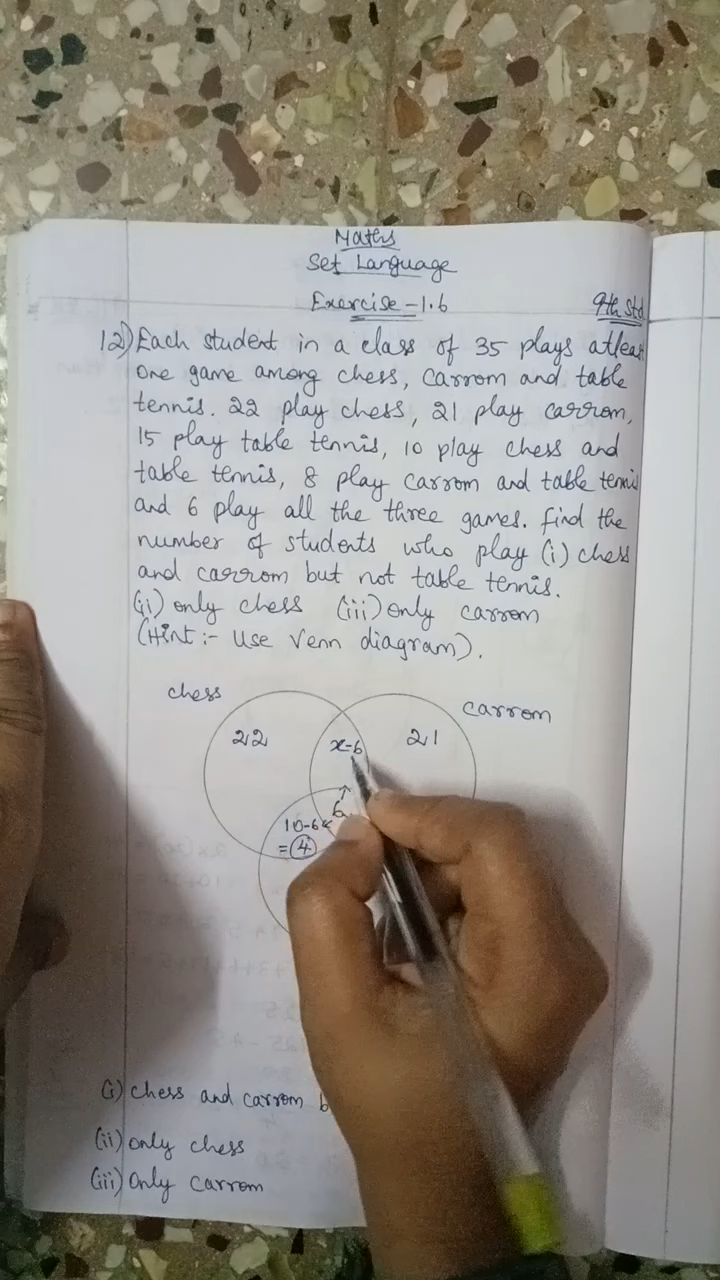 Maths
Set Language
Exercise - 1.6
9th Std
12) Each student in a class of 35 plays atleast
one game among chess, carrom and table
tennis. 22 play chess, 21 play carrom,
15 play table tennis, 10 play chess and
table tennis, 8 play carrom and table tennis
and 6 play all the three games. Find the
number of students who play (i) chess
and carrom but not table tennis.
(ii) only chess (iii) only carrom
(Hint :- Use Venn diagram).
chess
carrom
22 x-6 21
6
10-6
= 4
(i) chess and carrom b
(ii) only chess
(iii) Only carrom